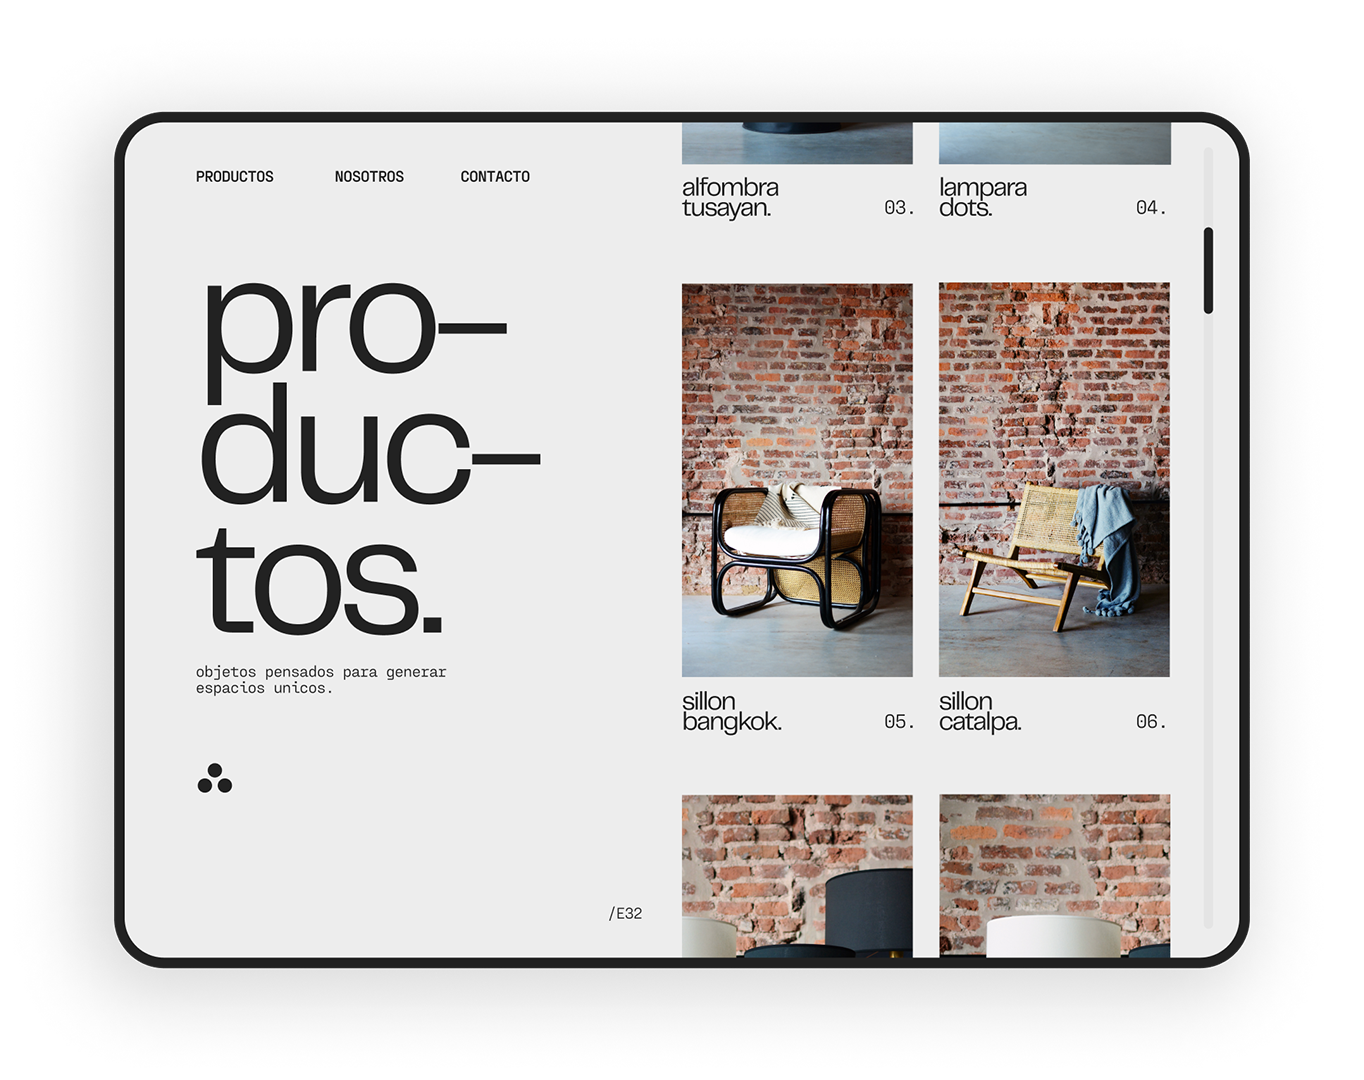 PRODUCTOS NOSOTROS CONTACTO
pro–
duc–
tos.
objetos pensados para generar
espacios unicos.
/E32
alfombra
tusayan. 03.
lampara
dots. 04.
sillon
bangkok. 05.
sillon
catalpa. 06.